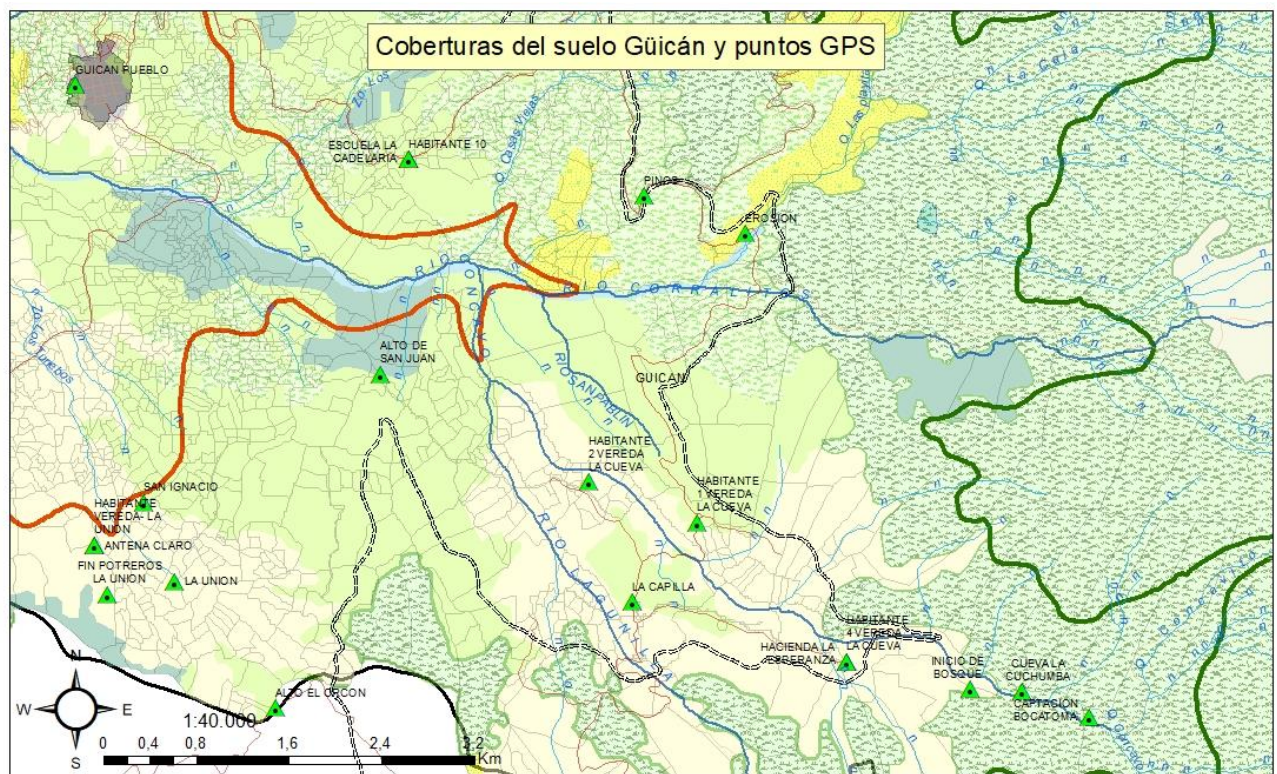 Coberturas del suelo Güicán y puntos GPS
GUICAN PUEBLO
ESCUELA LA
CADELARIA
HABITANTE 10
Q Casas Viejas
Q La Cala
PINOS
EROSION
RIO CONCAVO
RIO CORRALITOS
ALTO DE
SAN JUAN
RIO SAN PABLIN
GUICAN
HABITANTE
2 VEREDA
LA CUEVA
HABITANTE
1 VEREDA
LA CUEVA
SAN IGNACIO
HABITANTE
VEREDA- LA
UNION
ANTENA CLARO
FIN POTREROS
LA UNION
LA UNION
RIO LAGUNILLA
LA CAPILLA
HABITANTE
4 VEREDA
LA CUEVA
HACIENDA LA
ESPERANZA
INICIO DE
BOSQUE
CUEVA LA
CUCHUMBA
CAPTACION
BOCATOMA
N
W
E
S
1:40.000
0 0,4 0,8 1,6 2,4 3,2
Km